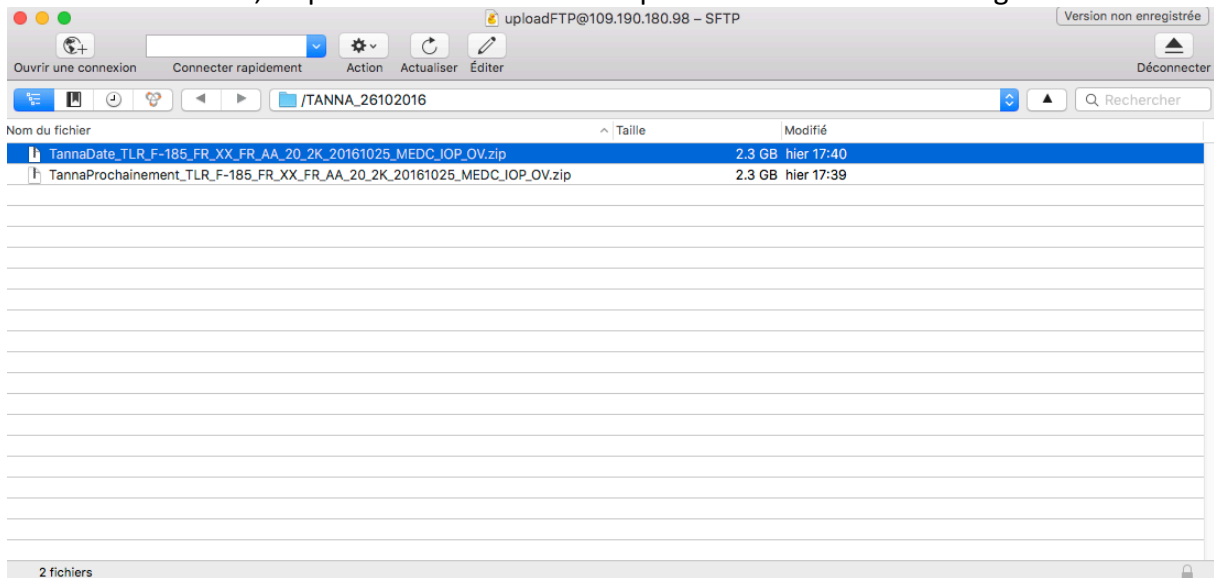 uploadFTP@109.190.180.98 – SFTP
Version non enregistrée
Ouvrir une connexion Connecter rapidement Action Actualiser Éditer Déconnecter
/TANNA_26102016 Rechercher
Nom du fichier Taille Modifié
TannaDate_TLR_F-185_FR_XX_FR_AA_20_2K_20161025_MEDC_IOP_OV.zip 2.3 GB hier 17:40
TannaProchainement_TLR_F-185_FR_XX_FR_AA_20_2K_20161025_MEDC_IOP_OV.zip 2.3 GB hier 17:39
2 fichiers